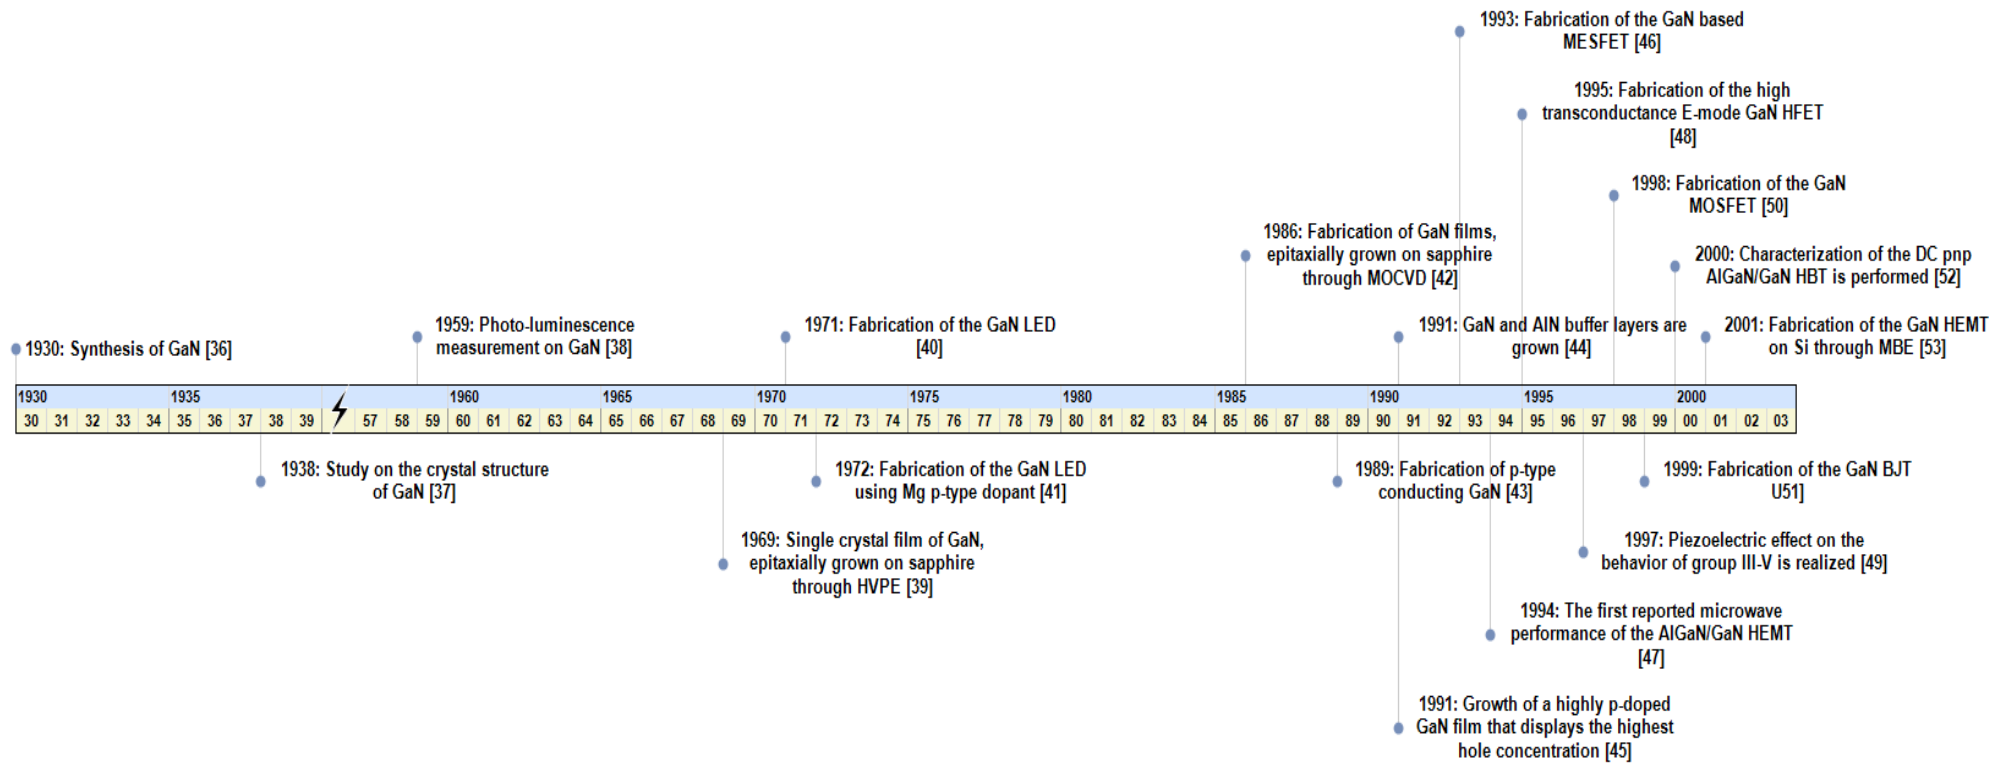 1993: Fabrication of the GaN based
MESFET [46]
1995: Fabrication of the high
transconductance E-mode GaN HFET
[48]
1998: Fabrication of the GaN
MOSFET [50]
1986: Fabrication of GaN films,
epitaxially grown on sapphire
through MOCVD [42]
2000: Characterization of the DC pnp
AlGaN/GaN HBT is performed [52]
1930: Synthesis of GaN [36]
1959: Photo-luminescence
measurement on GaN [38]
1971: Fabrication of the GaN LED
[40]
1991: GaN and AlN buffer layers are
grown [44]
2001: Fabrication of the GaN HEMT
on Si through MBE [53]
1930 1935 1960 1965 1970 1975 1980 1985 1990 1995 2000
30 31 32 33 34 35 36 37 38 39 57 58 59 60 61 62 63 64 65 66 67 68 69 70 71 72 73 74 75 76 77 78 79 80 81 82 83 84 85 86 87 88 89 90 91 92 93 94 95 96 97 98 99 00 01 02 03
1938: Study on the crystal structure
of GaN [37]
1972: Fabrication of the GaN LED
using Mg p-type dopant [41]
1989: Fabrication of p-type
conducting GaN [43]
1999: Fabrication of the GaN BJT
U51]
1969: Single crystal film of GaN,
epitaxially grown on sapphire
through HVPE [39]
1997: Piezoelectric effect on the
behavior of group III-V is realized [49]
1994: The first reported microwave
performance of the AlGaN/GaN HEMT
[47]
1991: Growth of a highly p-doped
GaN film that displays the highest
hole concentration [45]